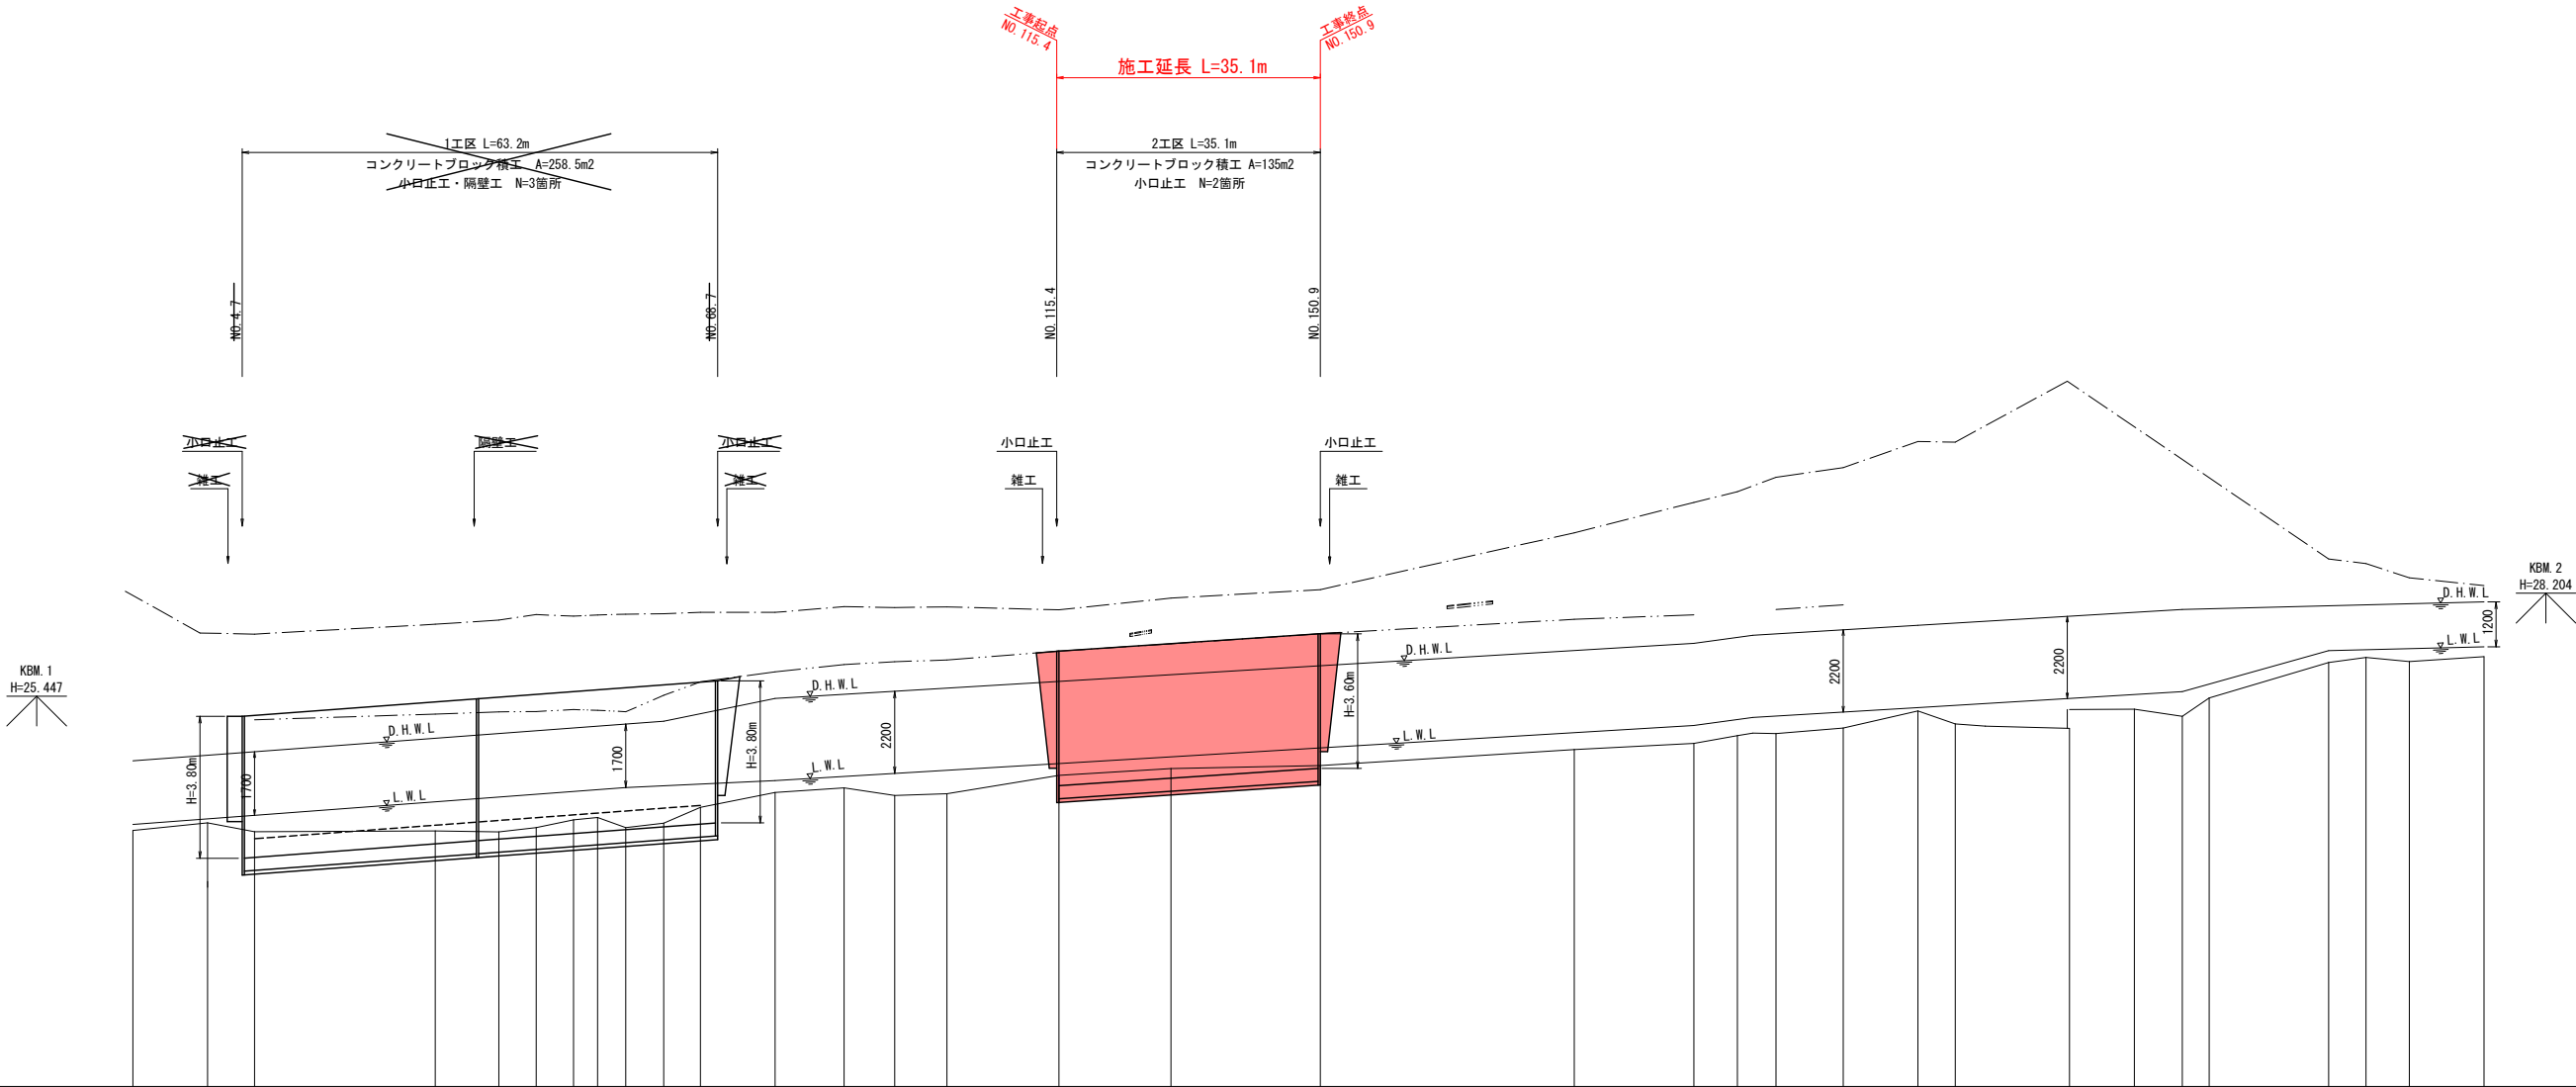 工事起点
NO.115.4
工事終点
NO.150.9
施工延長 L=35.1m
1工区 L=63.2m
コンクリートブロック積工 A=258.5m2
小口止工・隔壁工 N=3箇所
2工区 L=35.1m
コンクリートブロック積工 A=135m2
小口止工 N=2箇所
NO.4.7
NO.68.7
NO.115.4
NO.150.9
小口止工
隔壁工
小口止工
小口止工
小口止工
雑工
雑工
雑工
雑工
KBM.2
H=28.204
D.H.W.L
1200
L.W.L
D.H.W.L
2200
2200
KBM.1
H=25.447
D.H.W.L
H=3.60m
H=3.80m
D.H.W.L
2200
L.W.L
1700
H=3.80m
L.W.L
1700
L.W.L